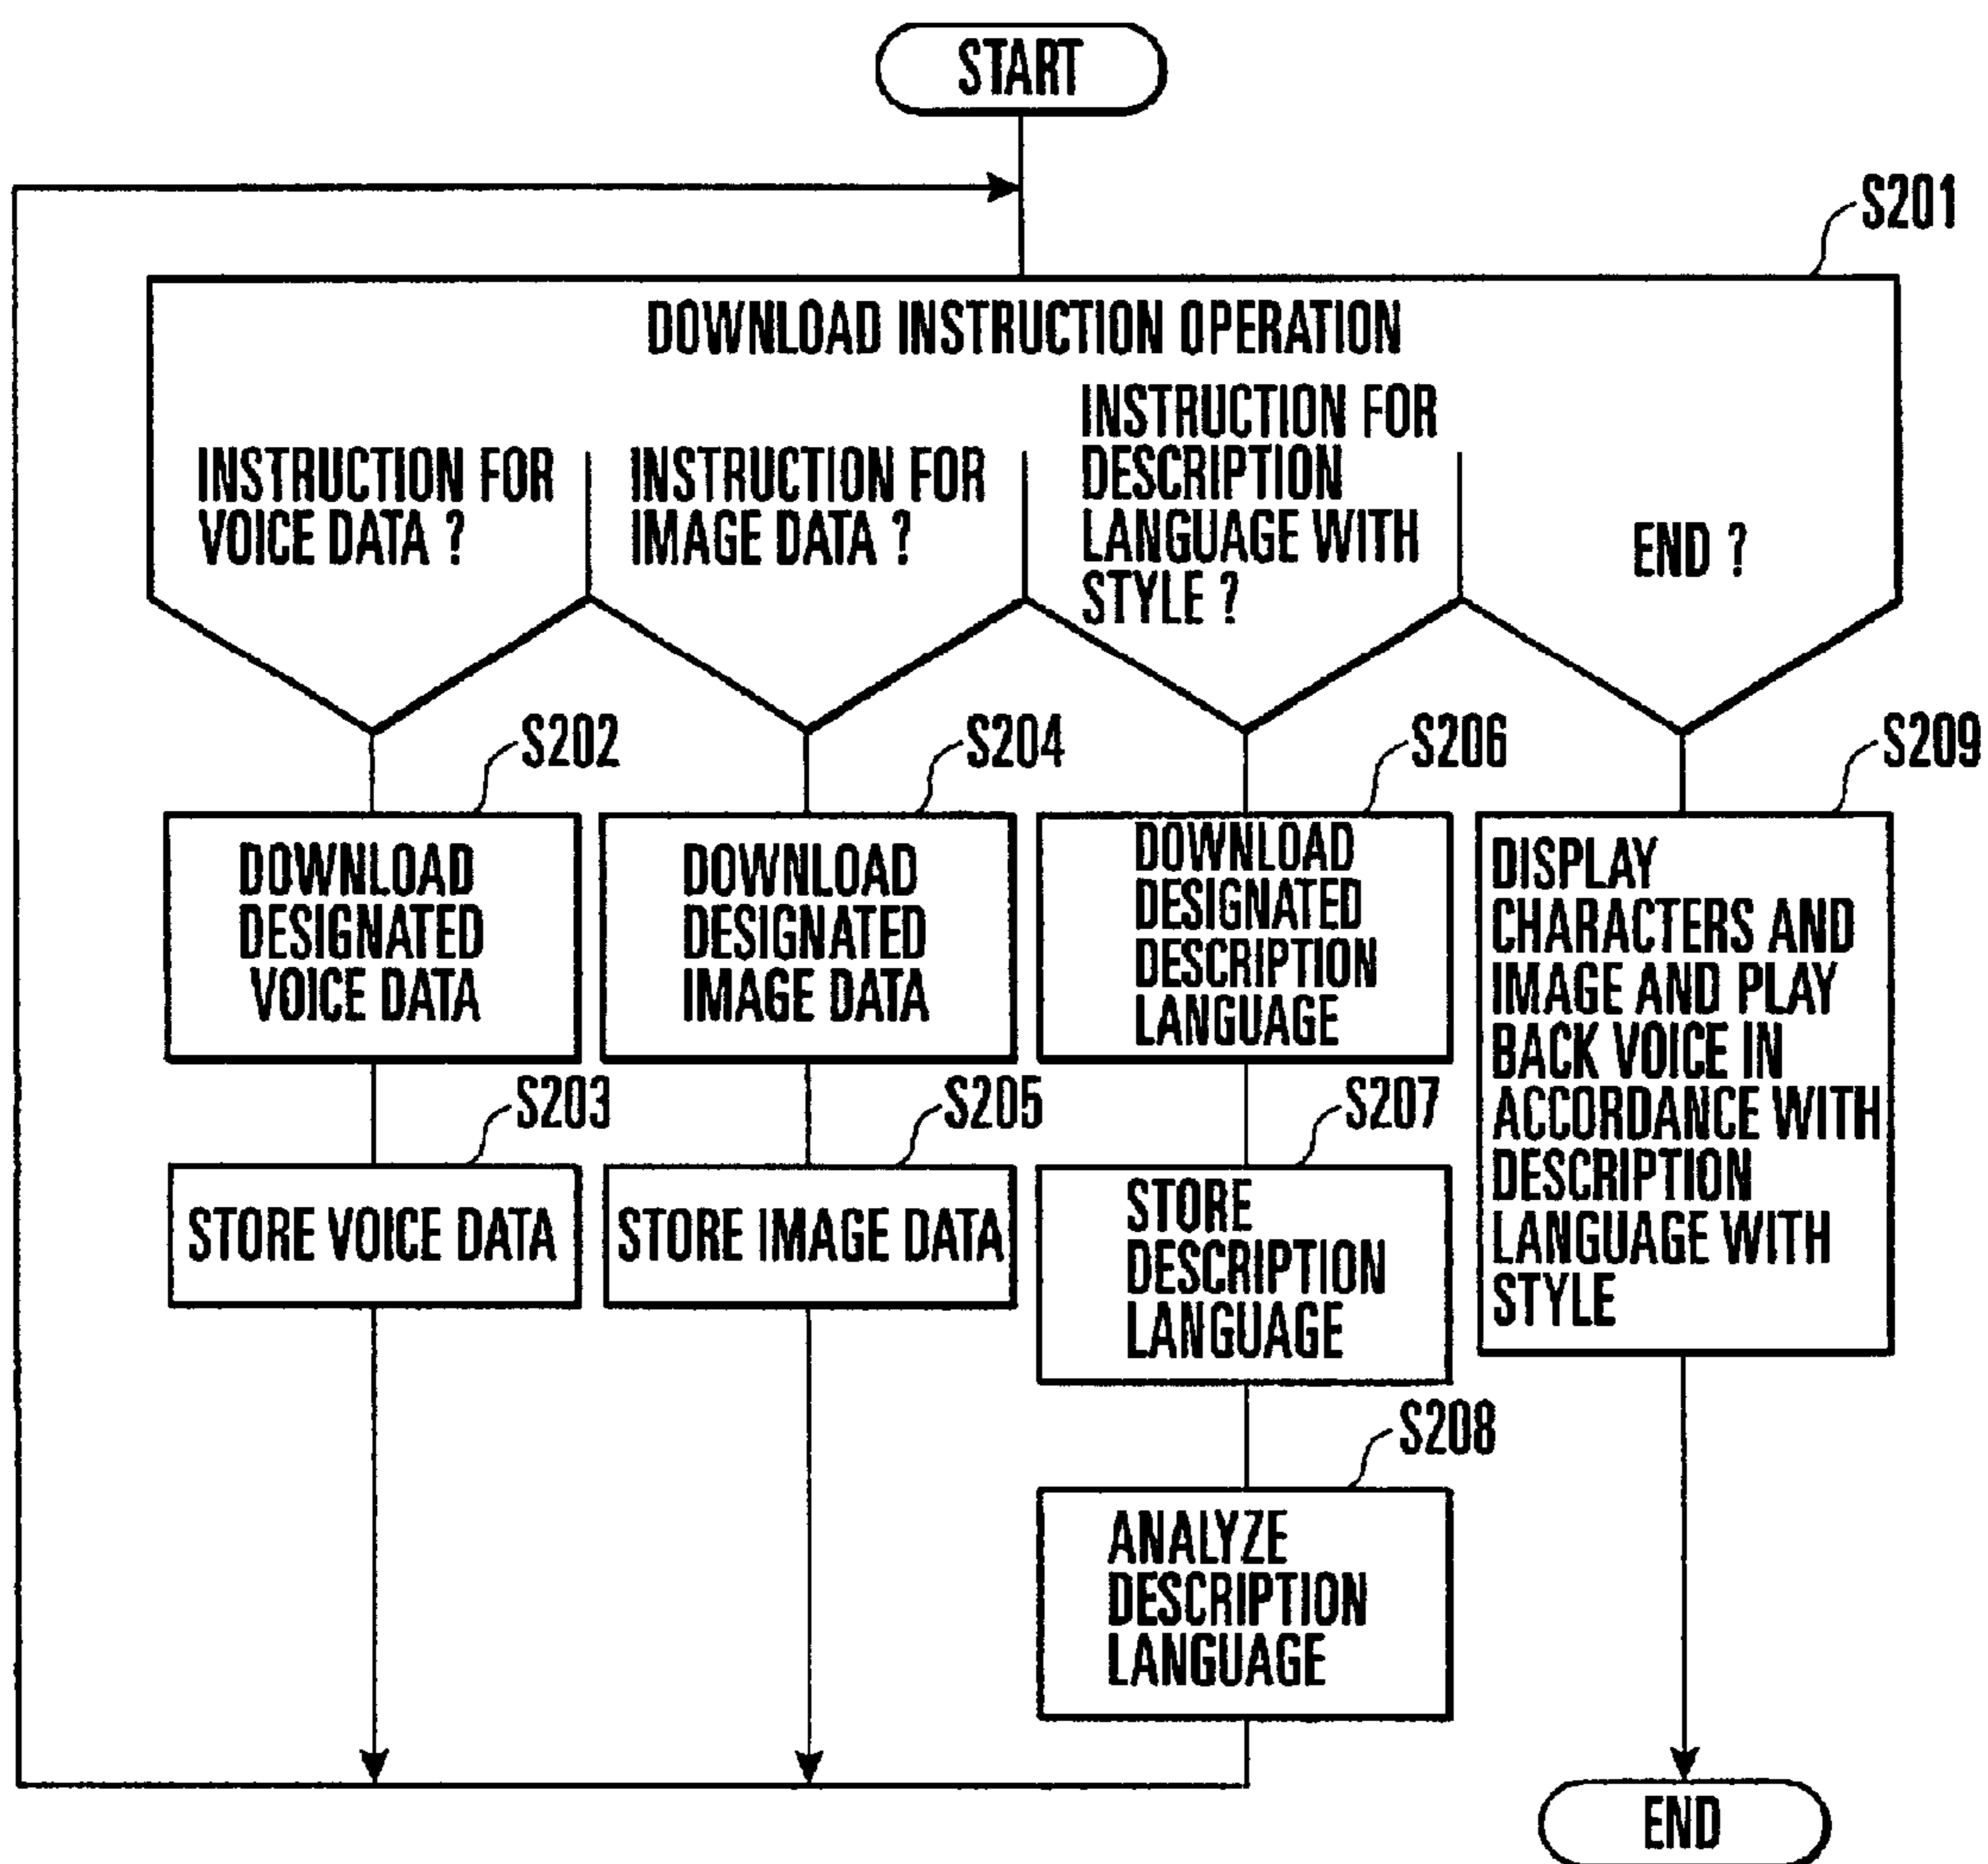 START
S201
DOWNLOAD INSTRUCTION OPERATION
INSTRUCTION FOR
VOICE DATA ?
INSTRUCTION FOR
IMAGE DATA ?
INSTRUCTION FOR
DESCRIPTION
LANGUAGE WITH
STYLE ?
END ?
S202
DOWNLOAD
DESIGNATED
VOICE DATA
S203
STORE VOICE DATA
S204
DOWNLOAD
DESIGNATED
IMAGE DATA
S205
STORE IMAGE DATA
S206
DOWNLOAD
DESIGNATED
DESCRIPTION
LANGUAGE
S207
STORE
DESCRIPTION
LANGUAGE
S208
ANALYZE
DESCRIPTION
LANGUAGE
S209
DISPLAY
CHARACTERS AND
IMAGE AND PLAY
BACK VOICE IN
ACCORDANCE WITH
DESCRIPTION
LANGUAGE WITH
STYLE
END